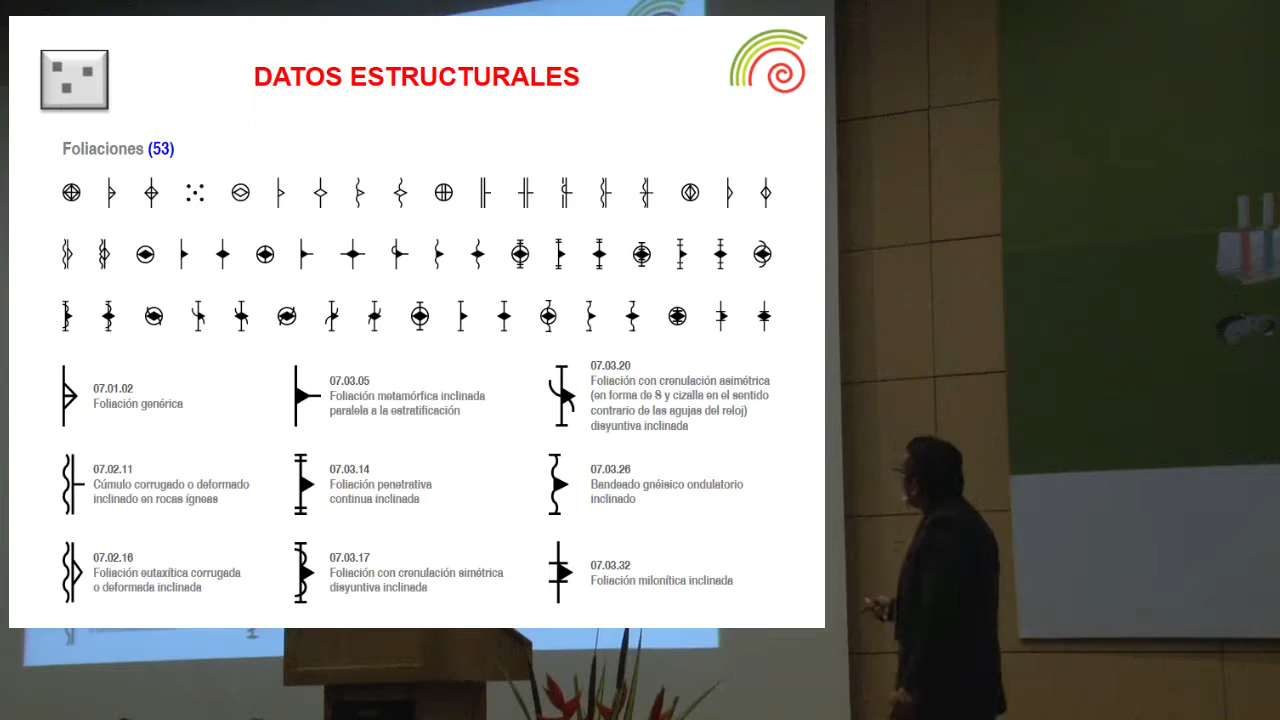 DATOS ESTRUCTURALES
Foliaciones (53)
07.01.02
Foliación genérica
07.03.05
Foliación metamórfica inclinada
paralela a la estratificación
07.03.20
Foliación con crenulación asimétrica
(en forma de S y cizalla en el sentido
contrario de las agujas del reloj)
disyuntiva inclinada
07.02.11
Cúmulo corrugado o deformado
inclinado en rocas ígneas
07.03.14
Foliación penetrativa
continua inclinada
07.03.26
Bandeado gnéisico ondulatorio
inclinado
07.02.16
Foliación eutaxítica corrugada
o deformada inclinada
07.03.17
Foliación con crenulación simétrica
disyuntiva inclinada
07.03.32
Foliación milonítica inclinada